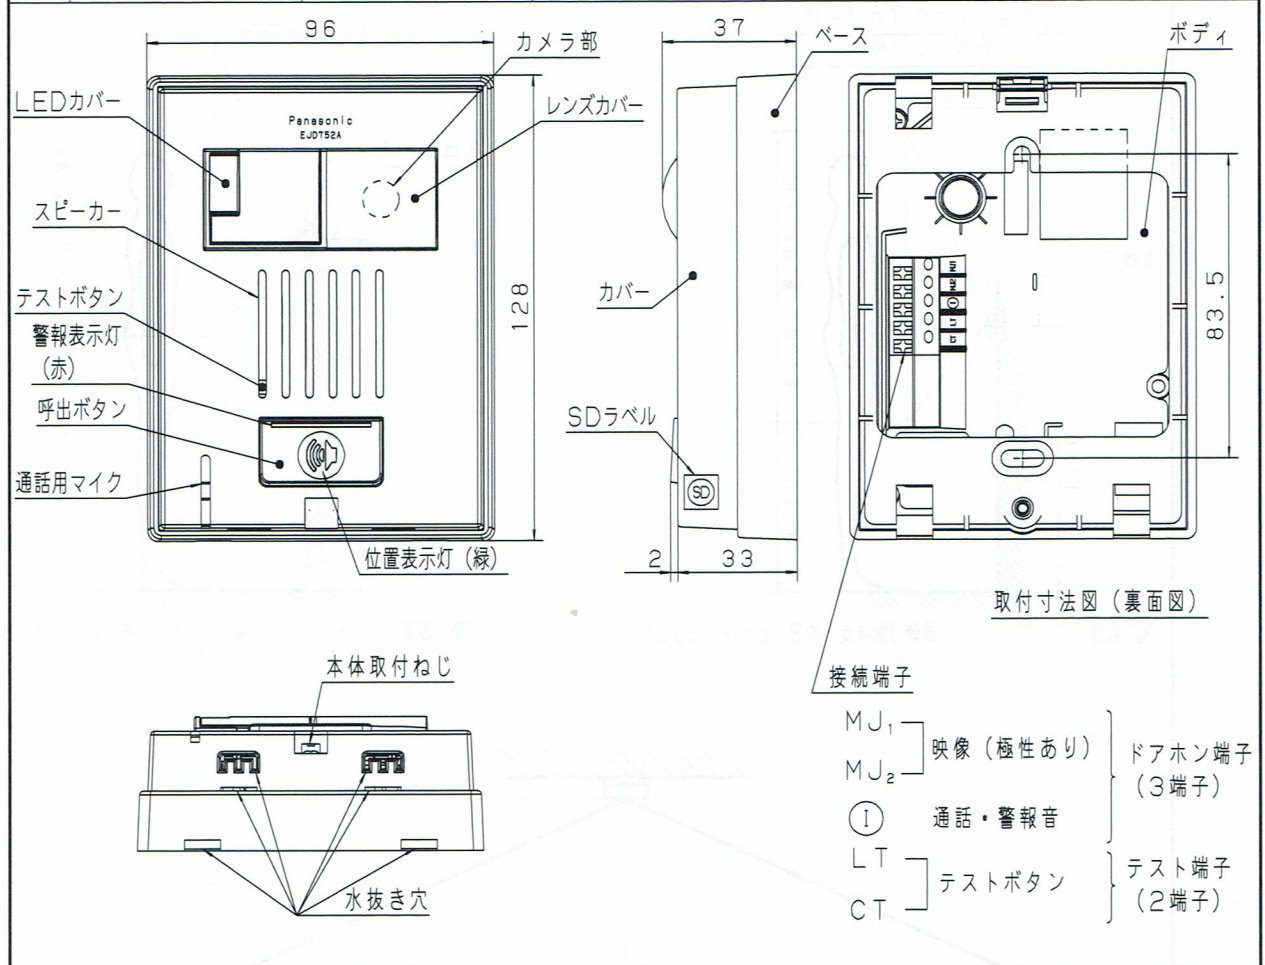 96
37
カメラ部
ベース
ボディ
LEDカバー
レンズカバー
Panasonic
EJDT52A
スピーカー
テストボタン
警報表示灯
(赤)
呼出ボタン
通話用マイク
位置表示灯 (緑)
128
カバー
SDラベル
SD
2
33
MJ1
MJ2
I
LT
CT
83.5
取付寸法図 (裏面図)
本体取付ねじ
水抜き穴
接続端子
MJ₁
MJ₂
映像 (極性あり)
I 通話・警報音
ドアホン端子
(3端子)
LT
CT
テストボタン
テスト端子
(2端子)